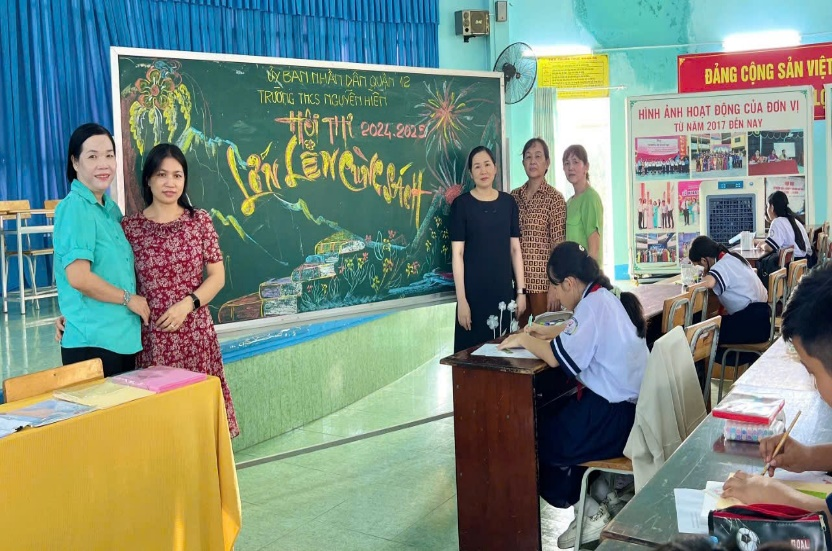 ỦY BAN NHÂN DÂN QUẬN 12
TRƯỜNG THCS NGUYỄN HIỀN
HỘI THI 2024-2025
LỚN LÊN CÙNG SÁCH
ĐẢNG CỘNG SẢN VIỆ
HÌNH ẢNH HOẠT ĐỘNG CỦA ĐƠN VỊ
TỪ NĂM 2017 ĐẾN NAY